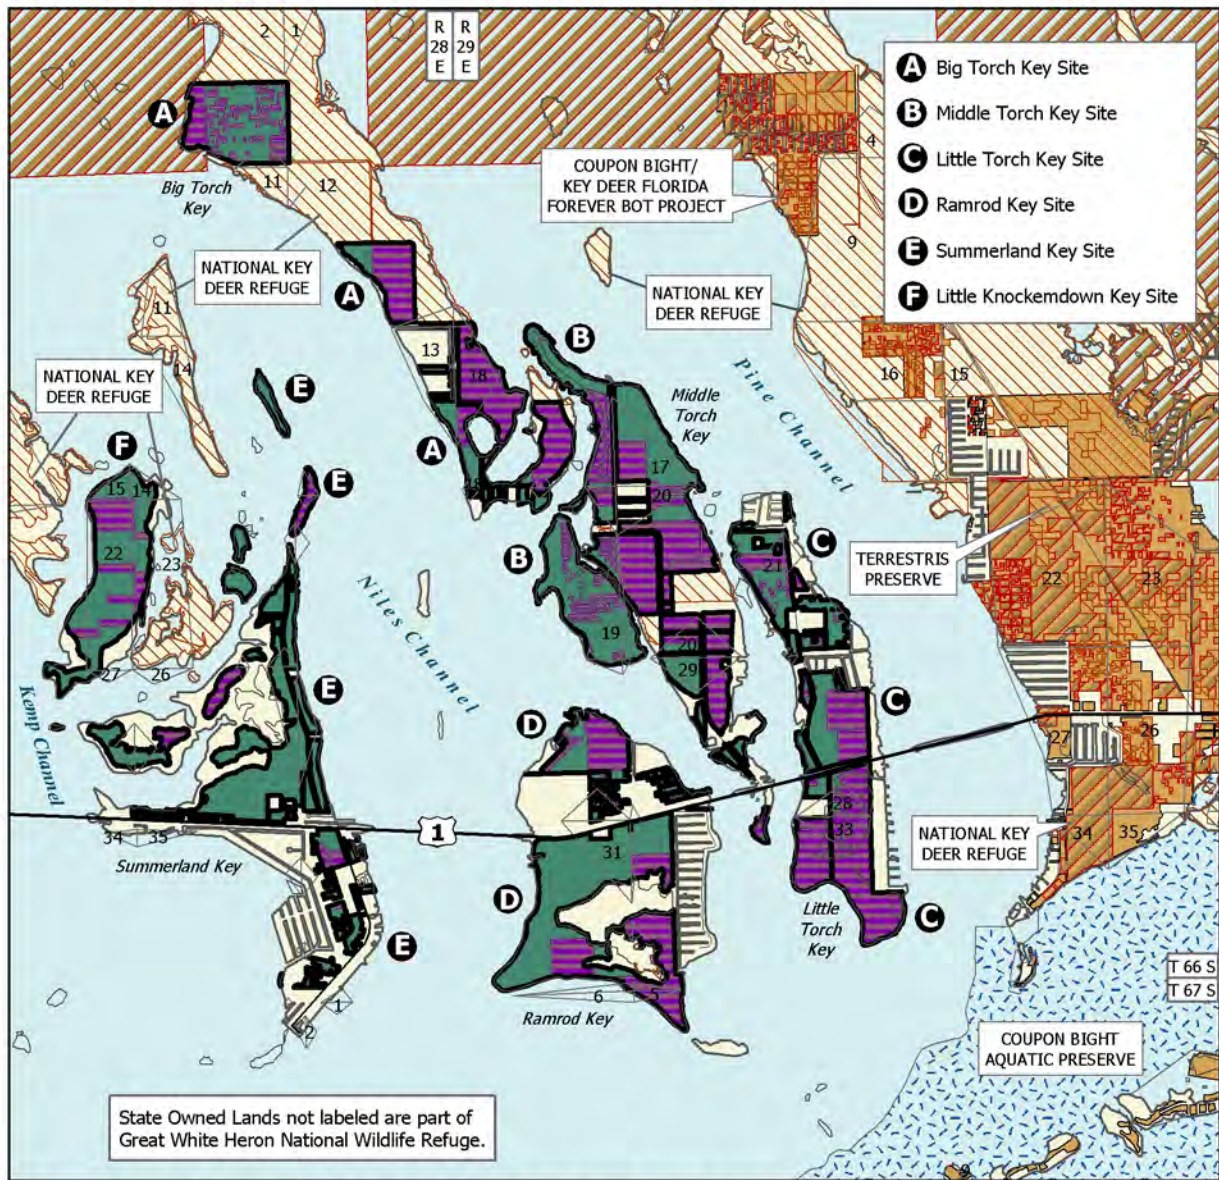 R
28
E
R
29
E
2
1
A Big Torch Key Site
B Middle Torch Key Site
C Little Torch Key Site
D Ramrod Key Site
E Summerland Key Site
F Little Knockemdown Key Site
A
4
COUPON BIGHT/
KEY DEER FLORIDA
FOREVER BOT PROJECT
Big Torch
Key
11
12
9
NATIONAL KEY
DEER REFUGE
NATIONAL KEY
DEER REFUGE
A
11
13
14
B
16
15
NATIONAL KEY
DEER REFUGE
E
18
Pine Channel
Middle
Torch
Key
F
A
17
15
14
E
20
22
23
B
C
21
TERRESTRIS
PRESERVE
22
23
Niles Channel
19
20
29
27
26
E
C
Kemp Channel
D
27
26
34
35
1
28
33
31
Summerland Key
NATIONAL KEY
DEER REFUGE
34
35
D
Little
Torch
Key
C
E
1
2
6
5
Ramrod Key
T 66 S
T 67 S
COUPON BIGHT
AQUATIC PRESERVE
State Owned Lands not labeled are part of
Great White Heron National Wildlife Refuge.